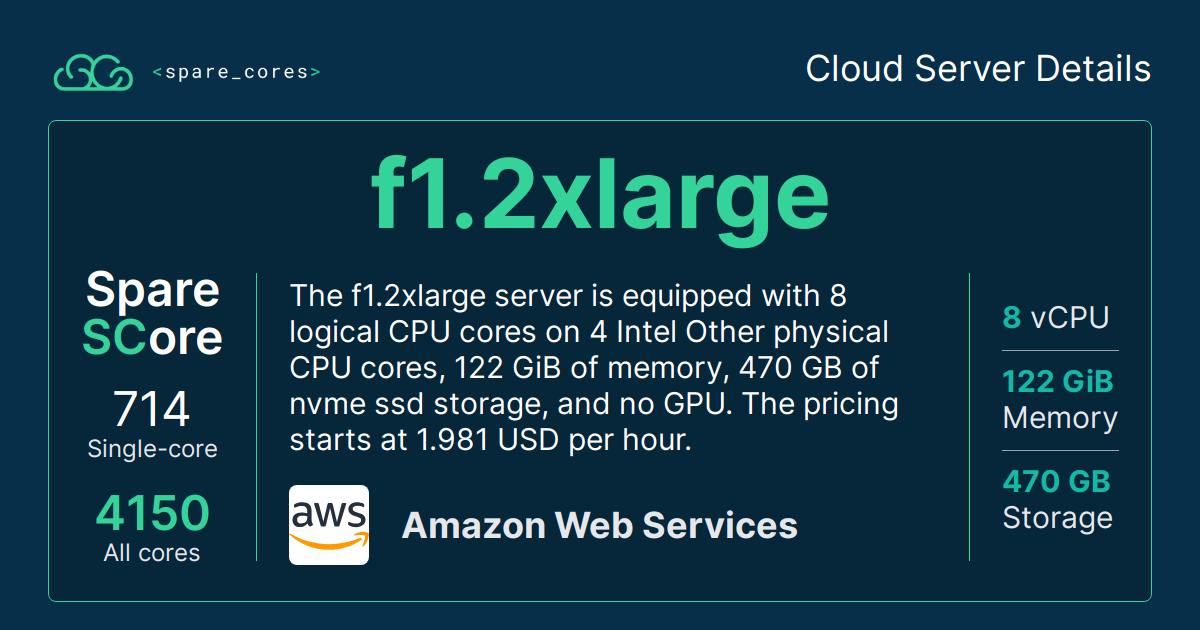 <spare_cores>
Cloud Server Details
f1.2xlarge
Spare
SCore
714
Single-core
4150
All cores
The f1.2xlarge server is equipped with 8
logical CPU cores on 4 Intel Other physical
CPU cores, 122 GiB of memory, 470 GB of
nvme ssd storage, and no GPU. The pricing
starts at 1.981 USD per hour.
aws
Amazon Web Services
8 vCPU
122 GiB
Memory
470 GB
Storage